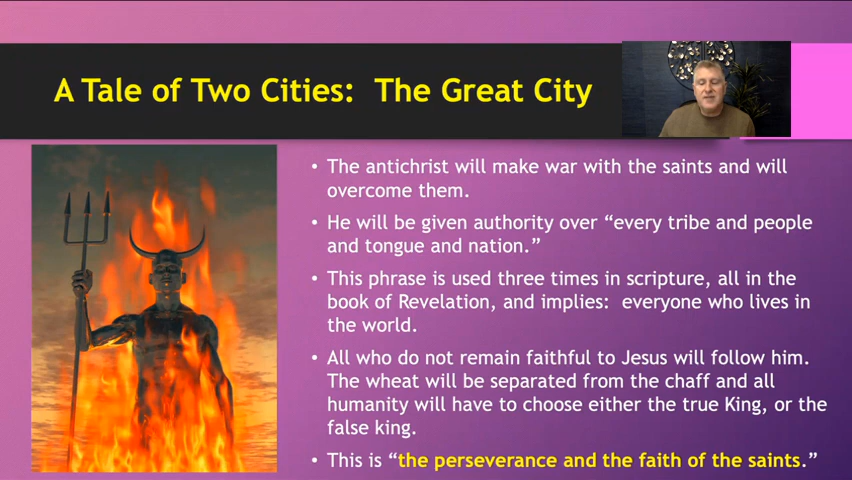 A Tale of Two Cities:  The Great City
• The antichrist will make war with the saints and will
overcome them.
• He will be given authority over “every tribe and people
and tongue and nation.”
• This phrase is used three times in scripture, all in the
book of Revelation, and implies:  everyone who lives in
the world.
• All who do not remain faithful to Jesus will follow him.
The wheat will be separated from the chaff and all
humanity will have to choose either the true King, or the
false king.
• This is “the perseverance and the faith of the saints.”